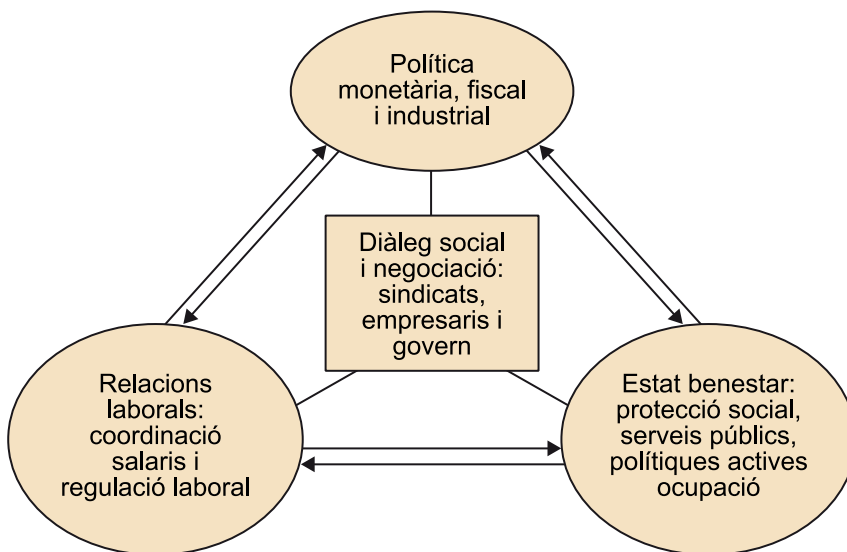 Política
monetària, fiscal
i industrial
Diàleg social
i negociació:
sindicats,
empresaris i
govern
Relacions
laborals:
coordinació
salaris i
regulació laboral
Estat benestar:
protecció social,
serveis públics,
polítiques actives
ocupació